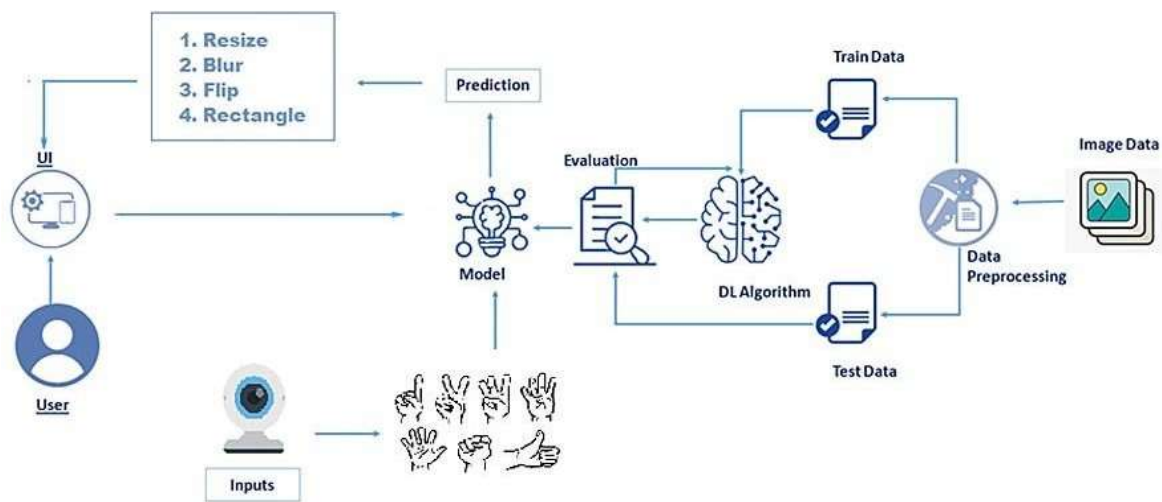 1. Resize
2. Blur
3. Flip
4. Rectangle
Prediction
Train Data
Image Data
UI
Evaluation
Model
DL Algorithm
Data
Preprocessing
User
Test Data
Inputs